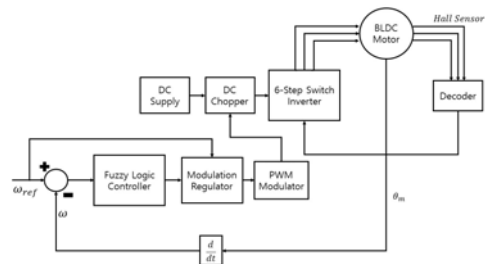 Hall Sensor
BLDC
Motor
DC
Supply
DC
Chopper
6-Step Switch
Inverter
Decoder
+
Fuzzy Logic
Controller
Modulation
Regulator
PWM
Modulator
ω_ref
−
ω
θ_m
d
dt